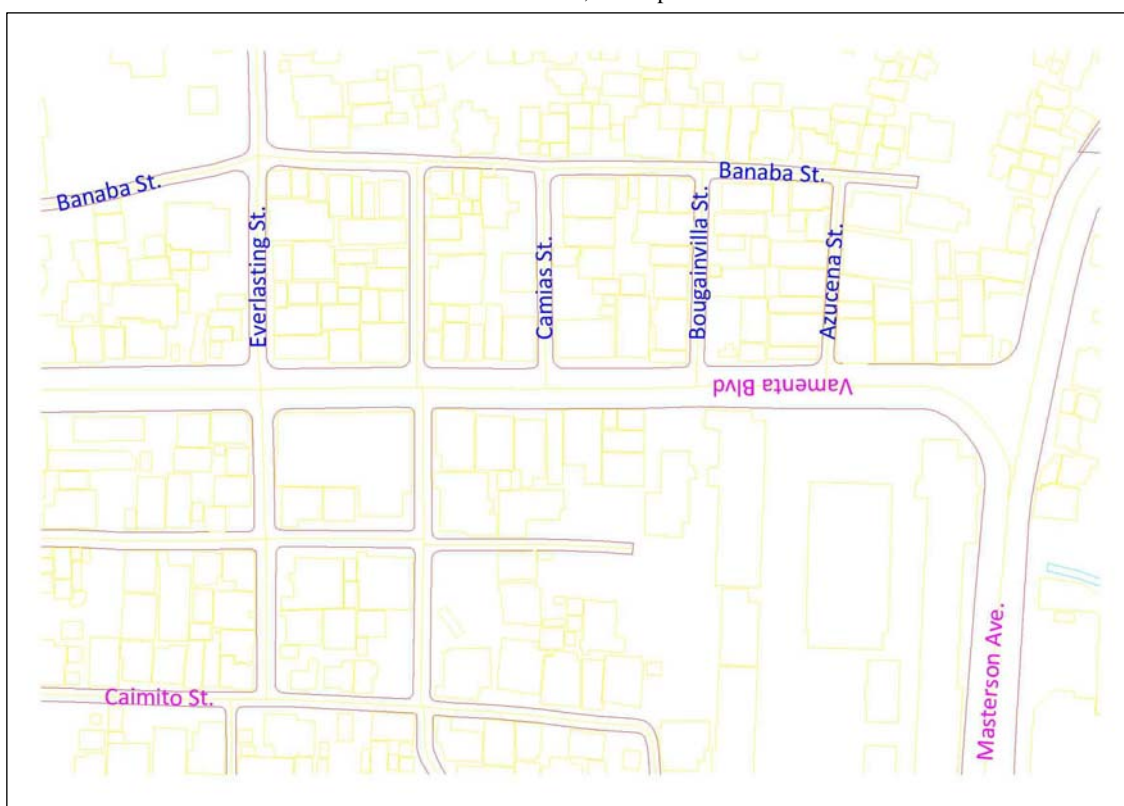 Banaba St.
Banaba St.
Everlasting St.
Camias St.
Bougainvilla St.
Azucena St.
Vamenta Blvd
Caimito St.
Masterson Ave.